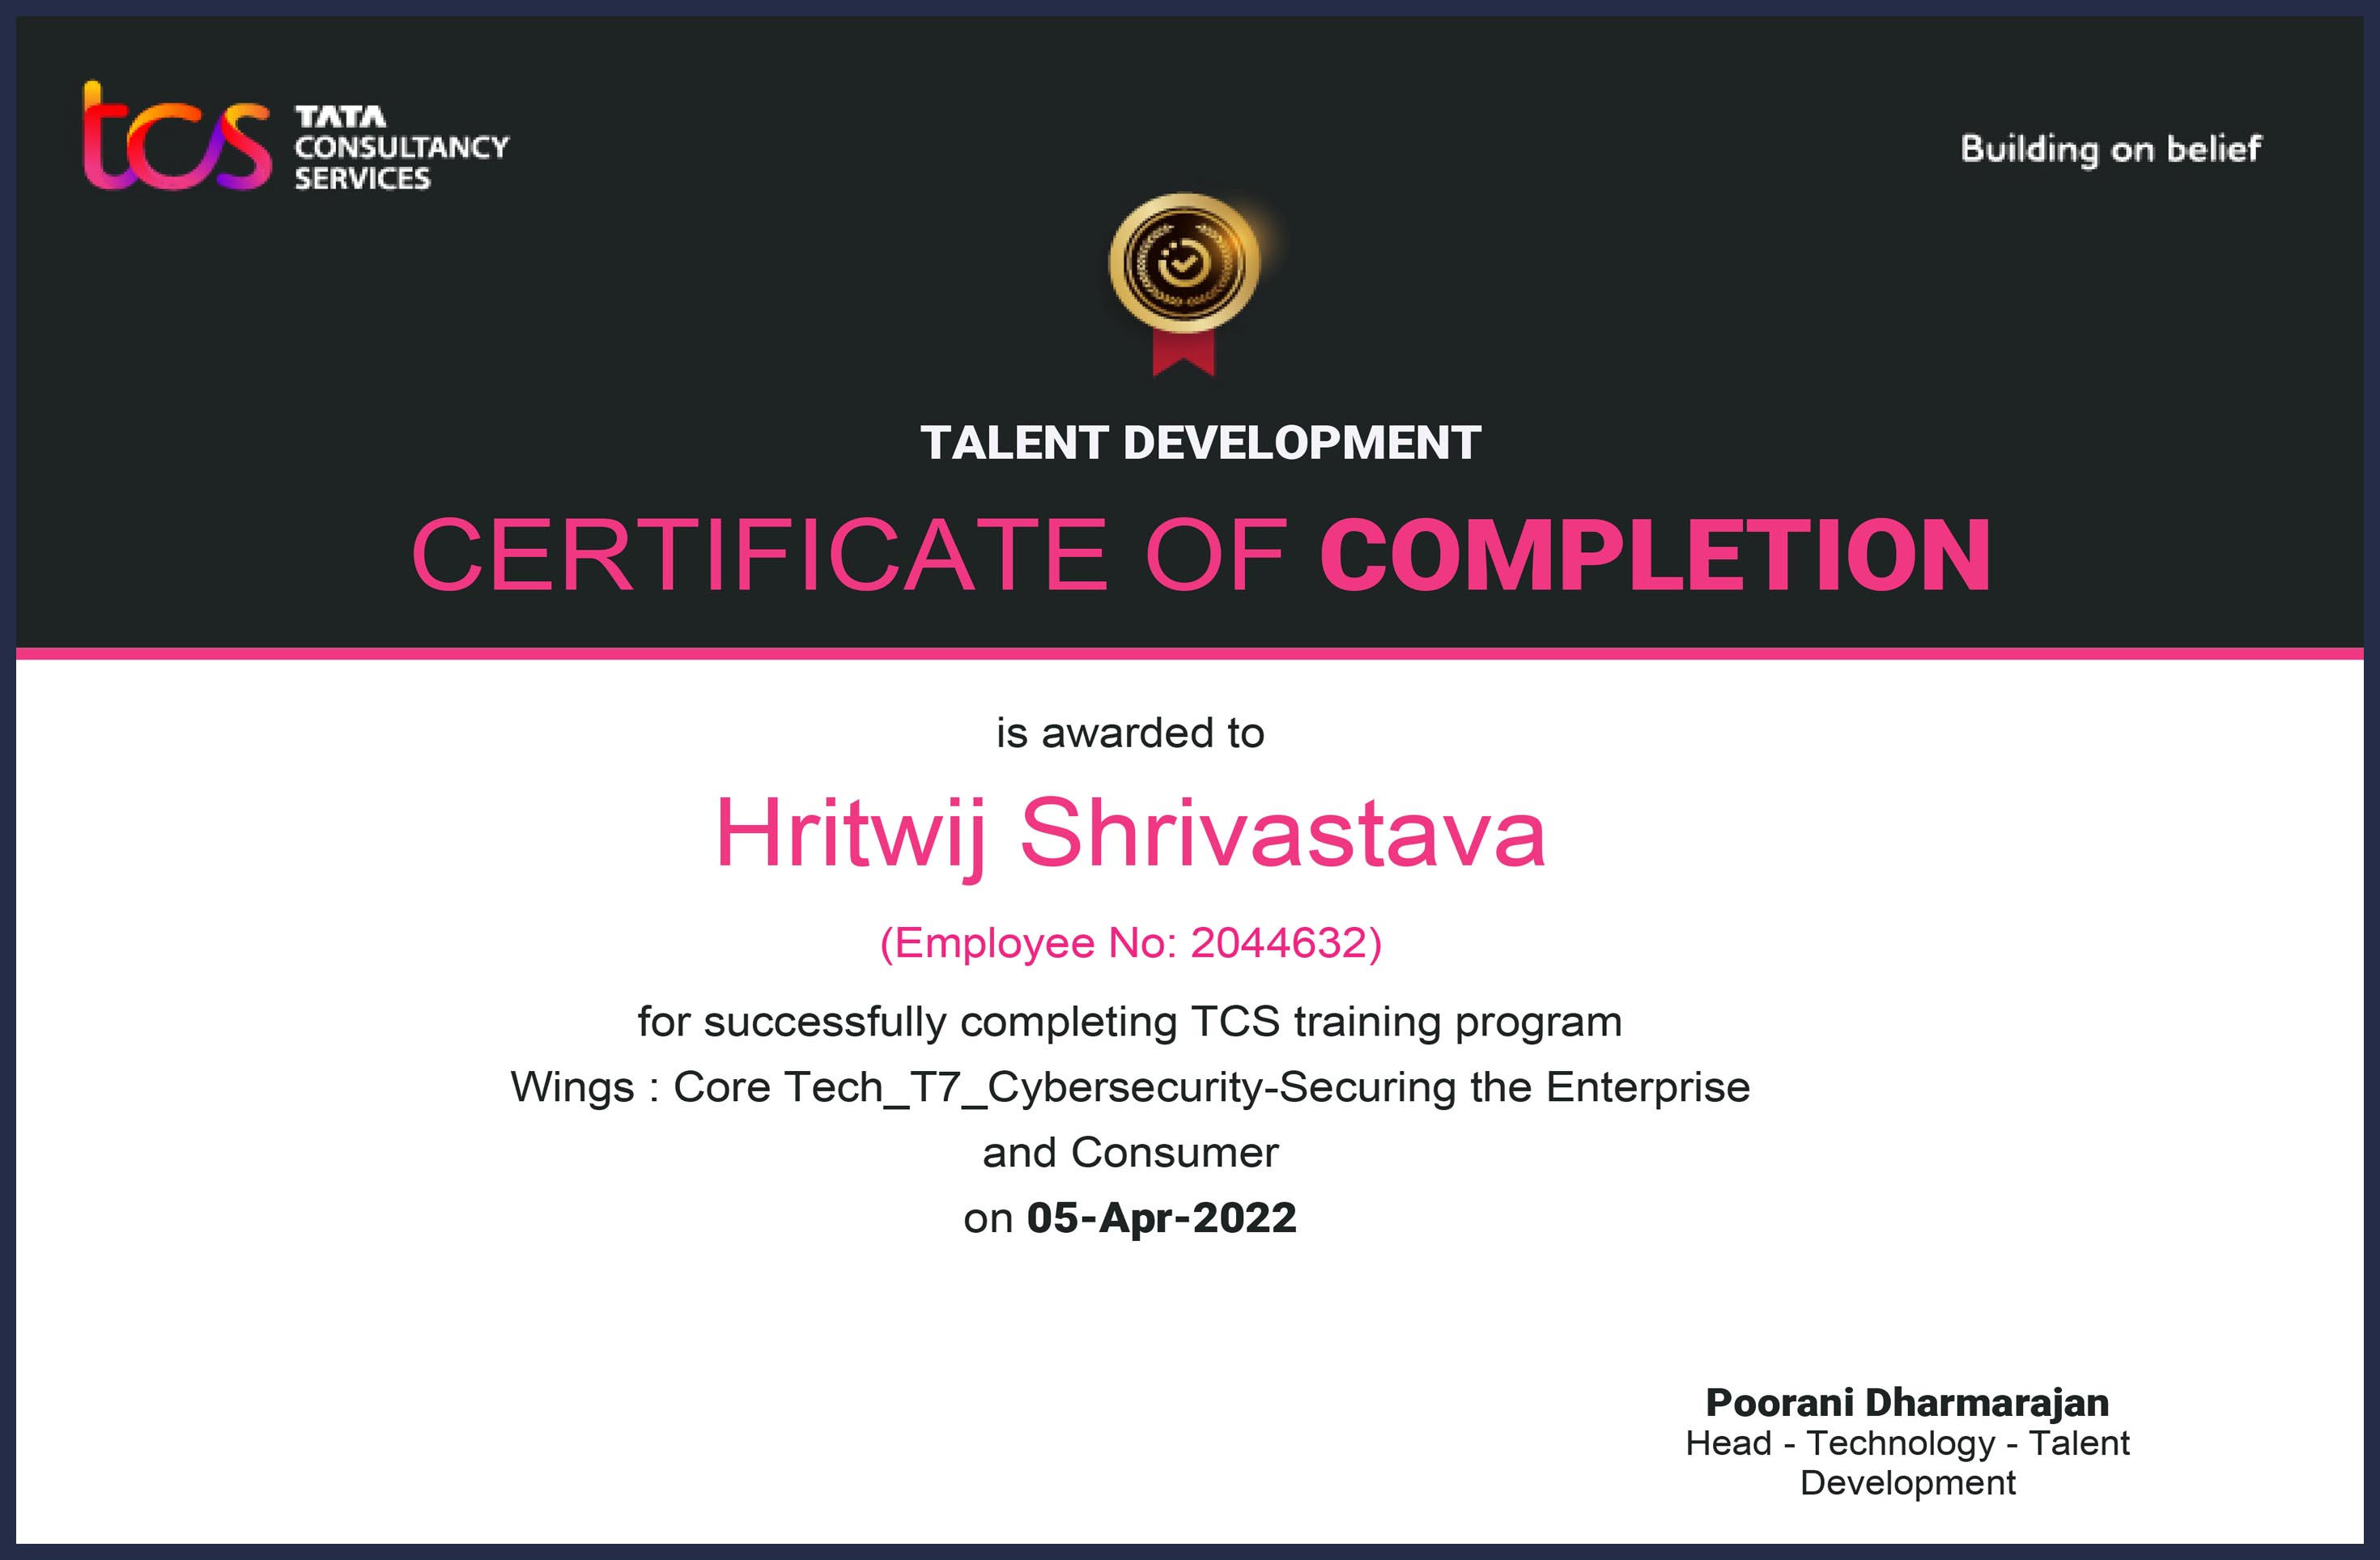 tcs
TATA
CONSULTANCY
SERVICES
Building on belief
TALENT DEVELOPMENT
CERTIFICATE OF COMPLETION
is awarded to
Hritwij Shrivastava
(Employee No: 2044632)
for successfully completing TCS training program
Wings : Core Tech_T7_Cybersecurity-Securing the Enterprise
and Consumer
on 05-Apr-2022
Poorani Dharmarajan
Head - Technology - Talent
Development